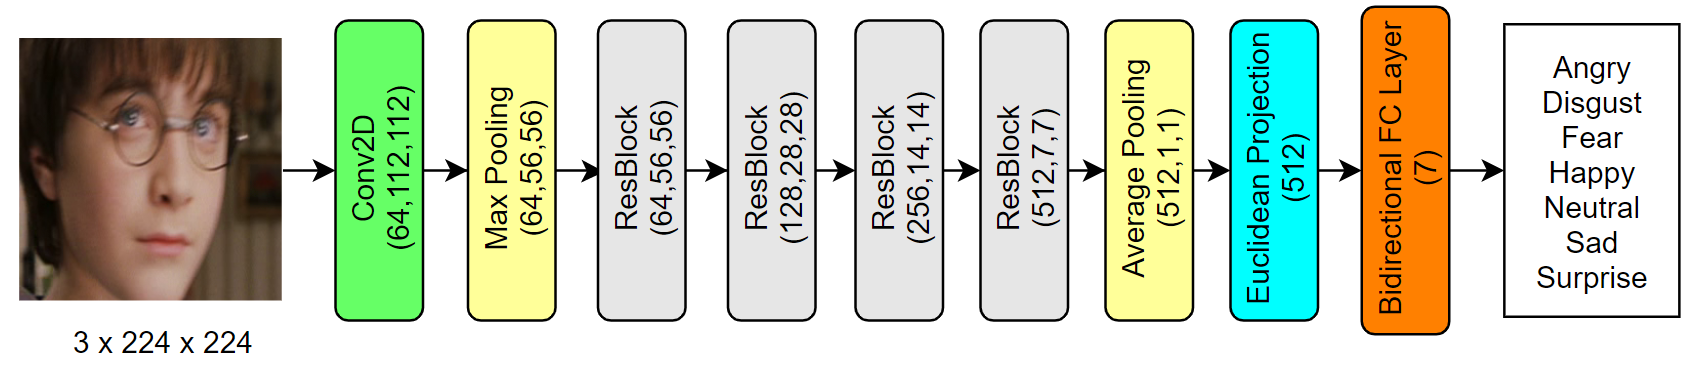 3 x 224 x 224
Conv2D
(64,112,112)
Max Pooling
(64,56,56)
ResBlock
(64,56,56)
ResBlock
(128,28,28)
ResBlock
(256,14,14)
ResBlock
(512,7,7)
Average Pooling
(512,1,1)
Euclidean Projection
(512)
Bidirectional FC Layer
(7)
Angry
Disgust
Fear
Happy
Neutral
Sad
Surprise